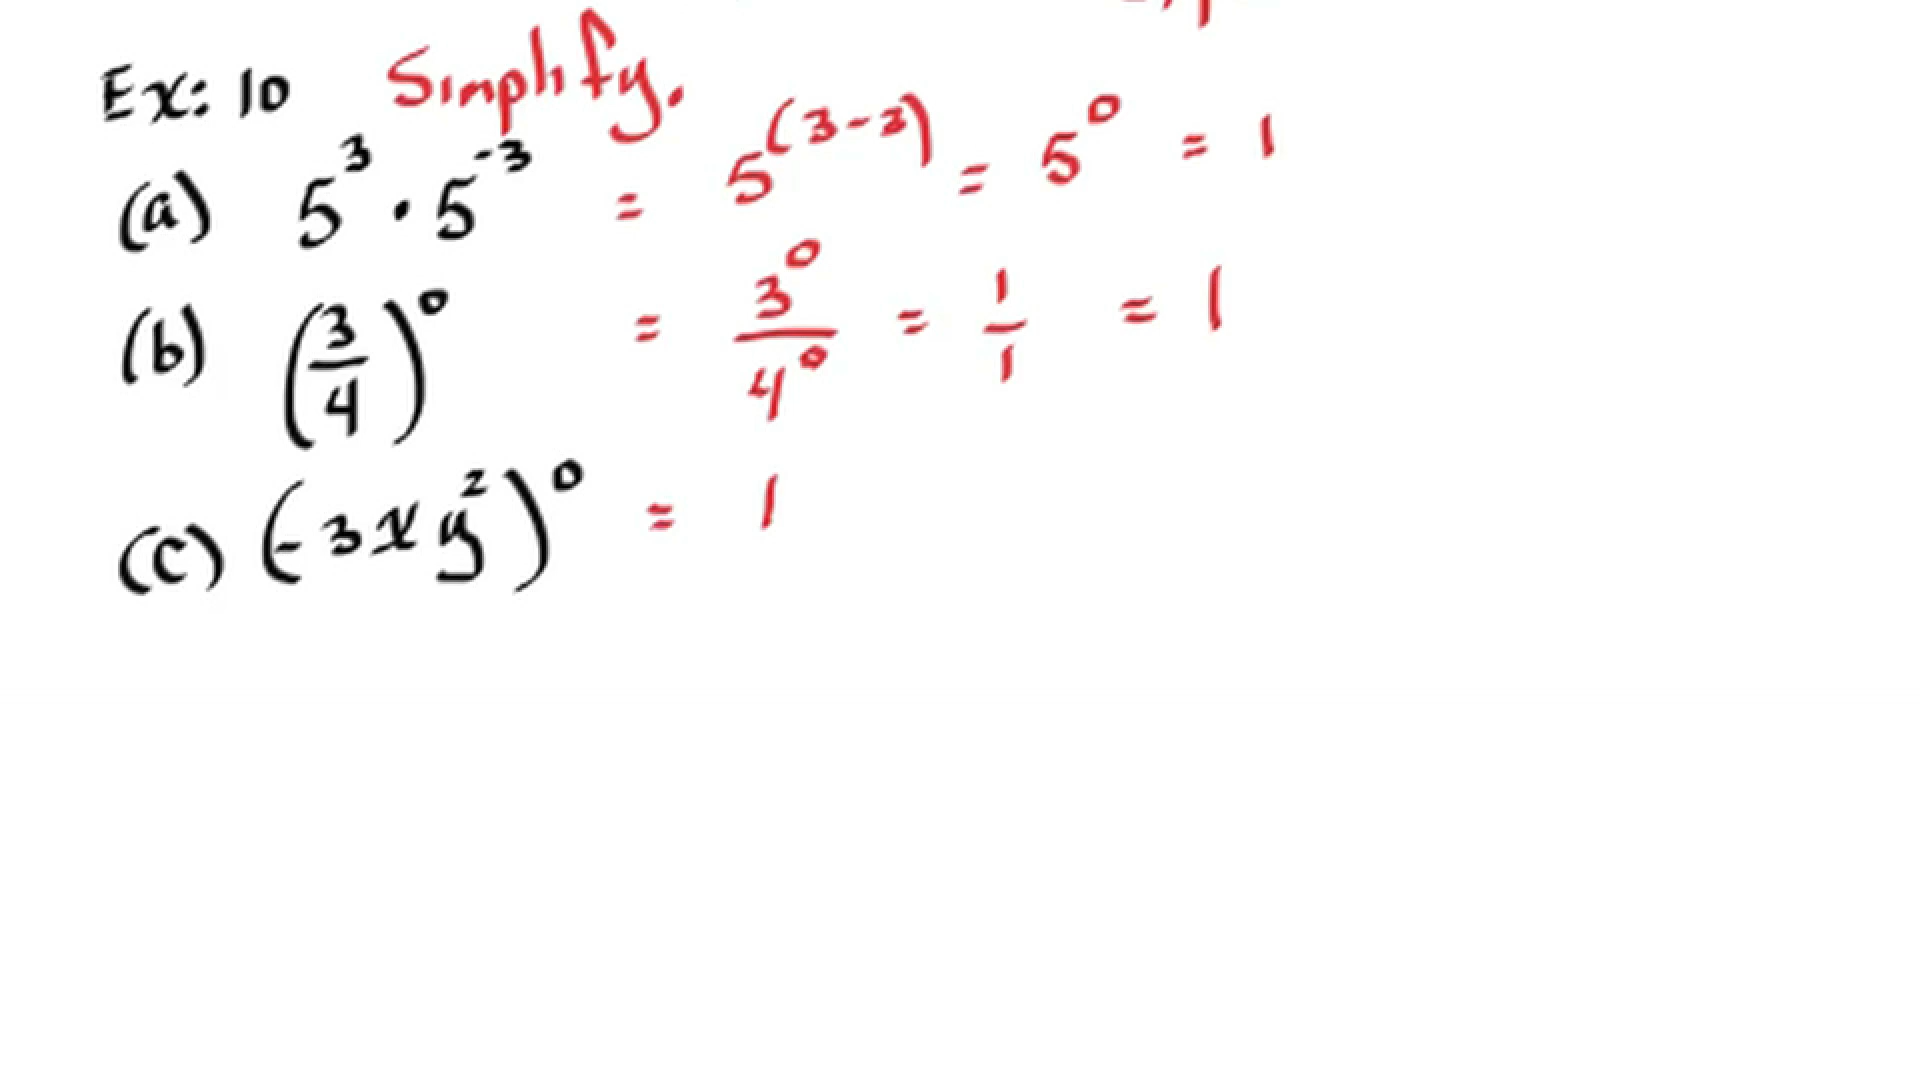 Ex: 10 Simplify.
(a) 5³ · 5⁻³ = 5⁽³⁻³⁾ = 5⁰ = 1
(b) (3/4)⁰ = 3⁰/4⁰ = 1/1 = 1
(c) (-3xy²)⁰ = 1